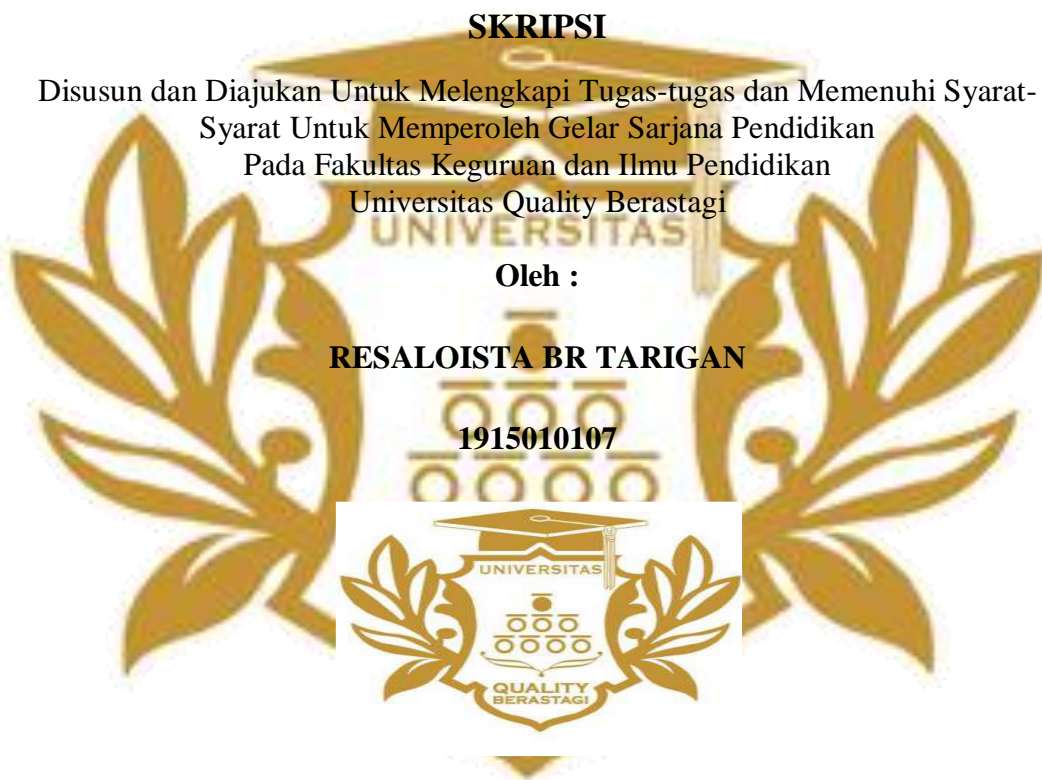 SKRIPSI
Disusun dan Diajukan Untuk Melengkapi Tugas-tugas dan Memenuhi Syarat-
Syarat Untuk Memperoleh Gelar Sarjana Pendidikan
Pada Fakultas Keguruan dan Ilmu Pendidikan
Universitas Quality Berastagi
UNIVERSITAS
Oleh :
RESALOISTA BR TARIGAN
1915010107
UNIVERSITAS
QUALITY
BERASTAGI